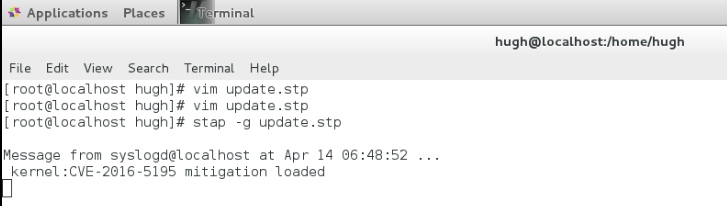 Applications Places Terminal
hugh@localhost:/home/hugh
File Edit View Search Terminal Help
[root@localhost hugh]# vim update.stp
[root@localhost hugh]# vim update.stp
[root@localhost hugh]# stap -g update.stp
Message from syslogd@localhost at Apr 14 06:48:52 ...
kernel:CVE-2016-5195 mitigation loaded